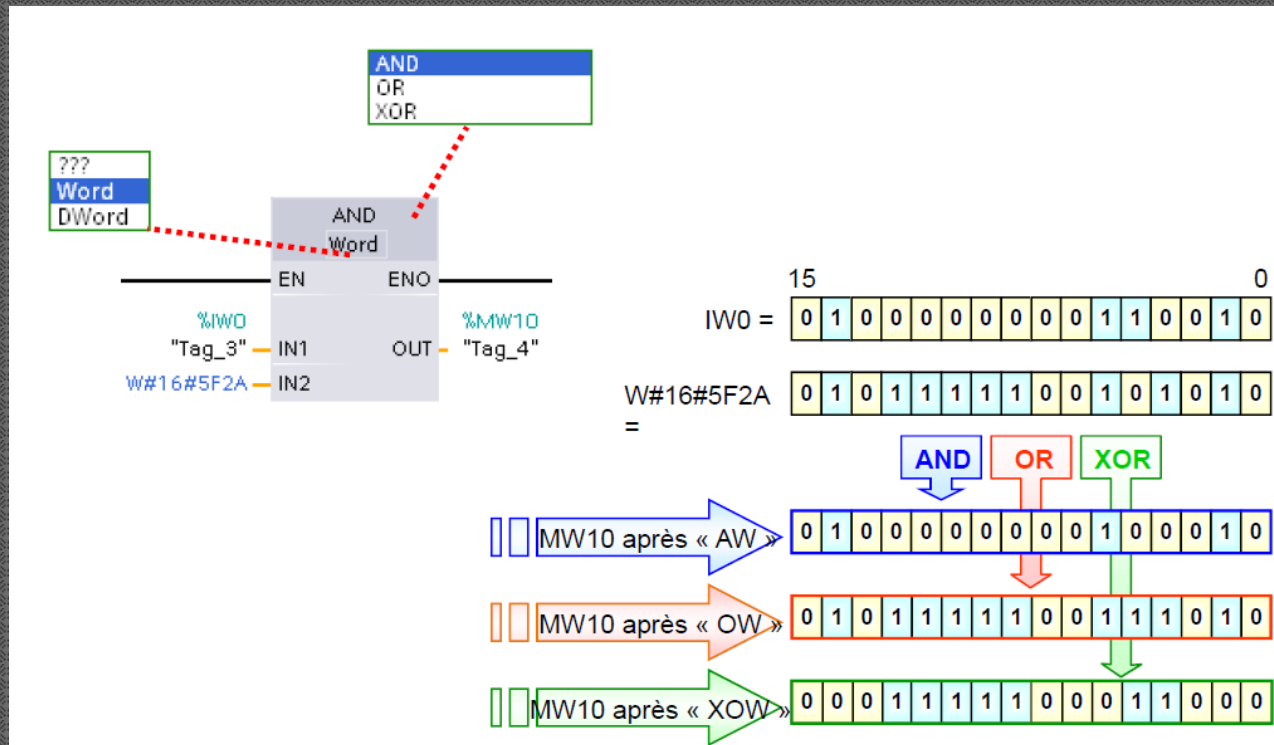 AND
OR
XOR
???
Word
DWord
AND
Word
EN ENO
%IW0 %MW10
"Tag_3" IN1 OUT "Tag_4"
W#16#5F2A IN2
15 0
IW0 = 0 1 0 0 0 0 0 0 0 0 1 1 0 0 1 0
W#16#5F2A 0 1 0 1 1 1 1 1 0 0 1 0 1 0 1 0
=
AND OR XOR
MW10 après « AW » 0 1 0 0 0 0 0 0 0 0 1 0 0 0 1 0
MW10 après « OW » 0 1 0 1 1 1 1 1 0 0 1 1 1 0 1 0
MW10 après « XOW » 0 0 0 1 1 1 1 1 0 0 0 1 1 0 0 0